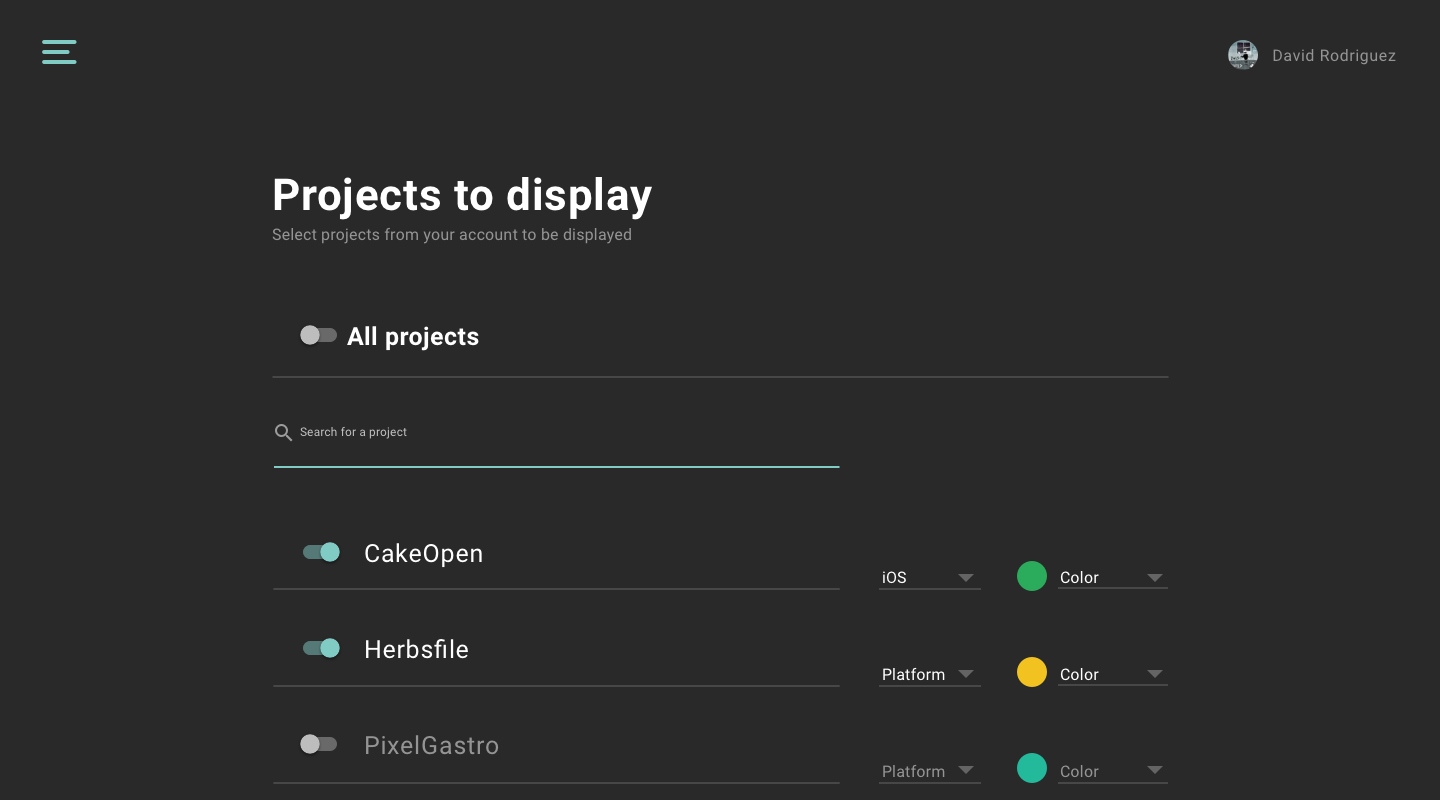 David Rodriguez
Projects to display
Select projects from your account to be displayed
All projects
Search for a project
CakeOpen
iOS
Color
Herbsfile
Platform
Color
PixelGastro
Platform
Color